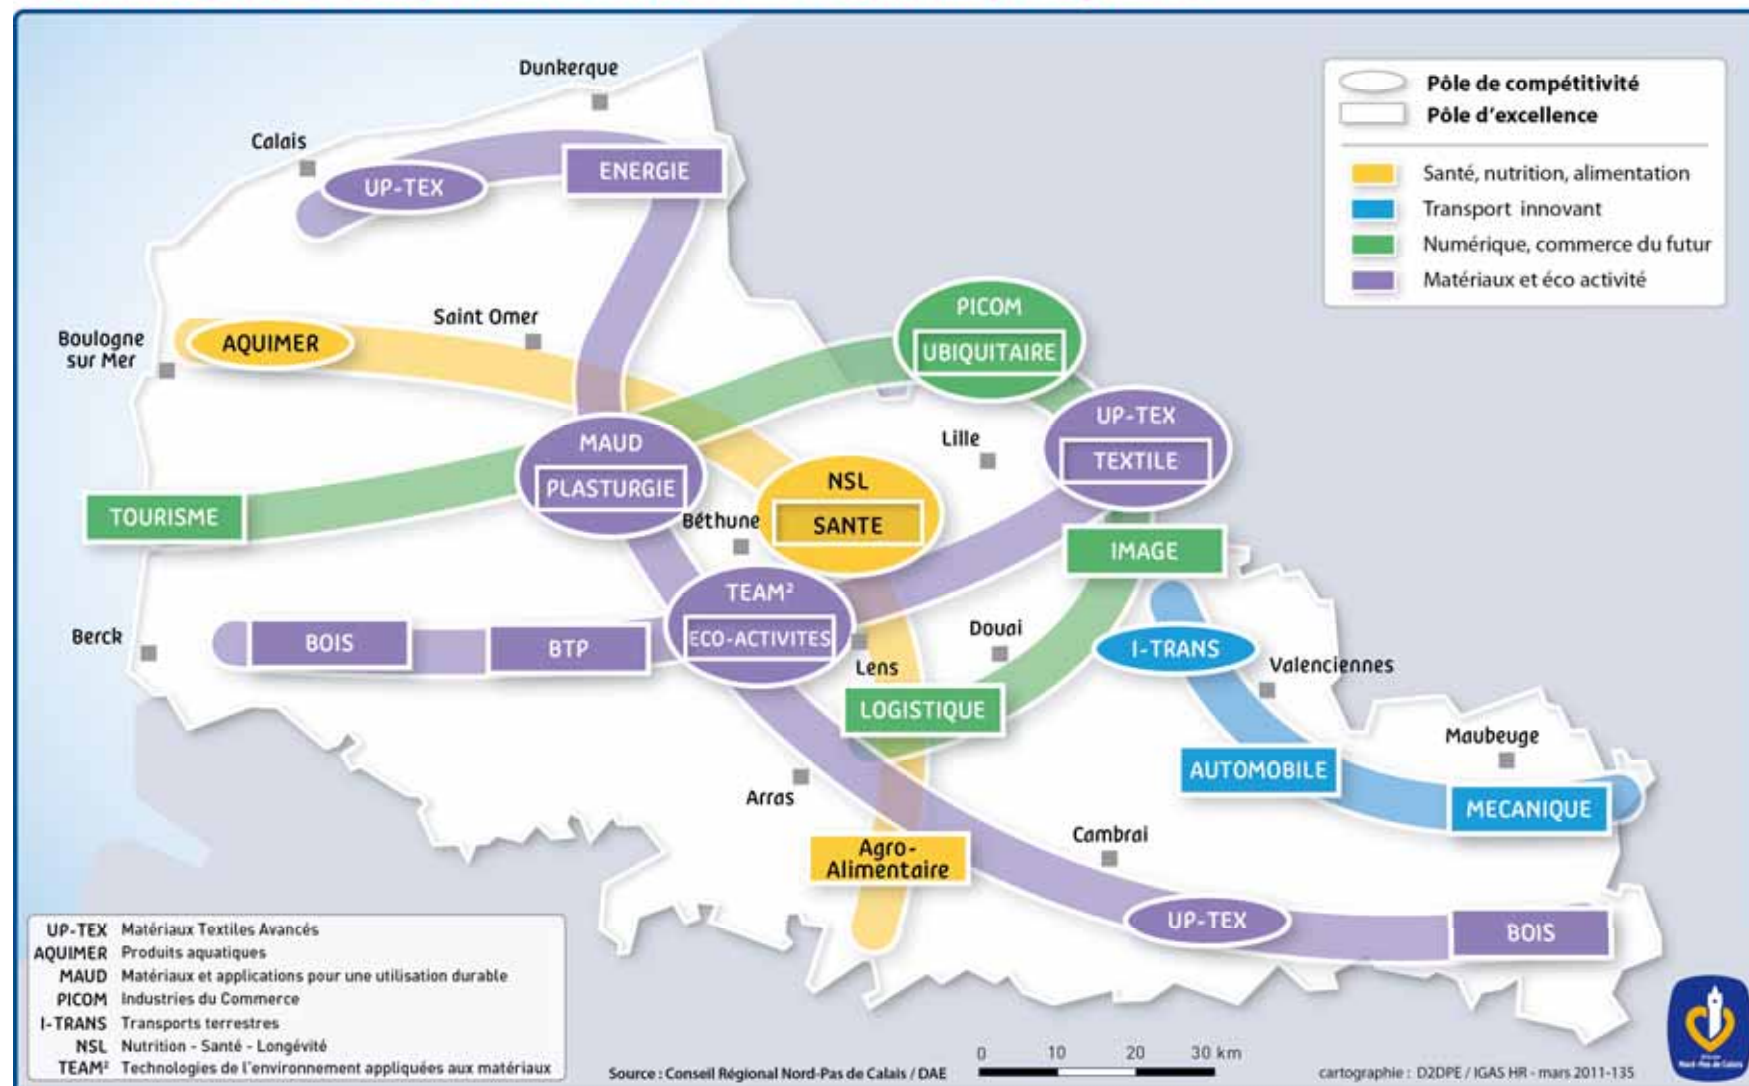 Dunkerque
Calais
UP-TEX
ENERGIE
Pôle de compétitivité
Pôle d'excellence
Santé, nutrition, alimentation
Transport innovant
Numérique, commerce du futur
Matériaux et éco activité
Boulogne
sur Mer
AQUIMER
Saint Omer
PICOM
UBIQUITAIRE
UP-TEX
TEXTILE
Lille
MAUD
PLASTURGIE
NSL
SANTE
TOURISME
Béthune
IMAGE
TEAM²
ECO-ACTIVITES
Berck
BOIS
BTP
Lens
Douai
I-TRANS
Valenciennes
LOGISTIQUE
Maubeuge
AUTOMOBILE
MECANIQUE
Arras
Cambrai
Agro-
Alimentaire
UP-TEX
BOIS
UP-TEX Matériaux Textiles Avancés
AQUIMER Produits aquatiques
MAUD Matériaux et applications pour une utilisation durable
PICOM Industries du Commerce
I-TRANS Transports terrestres
NSL Nutrition - Santé - Longévité
TEAM² Technologies de l'environnement appliquées aux matériaux
0 10 20 30 km
Source : Conseil Régional Nord-Pas de Calais / DAE
cartographie : D2DPE / IGAS HR - mars 2011-135
Nord-Pas de Calais